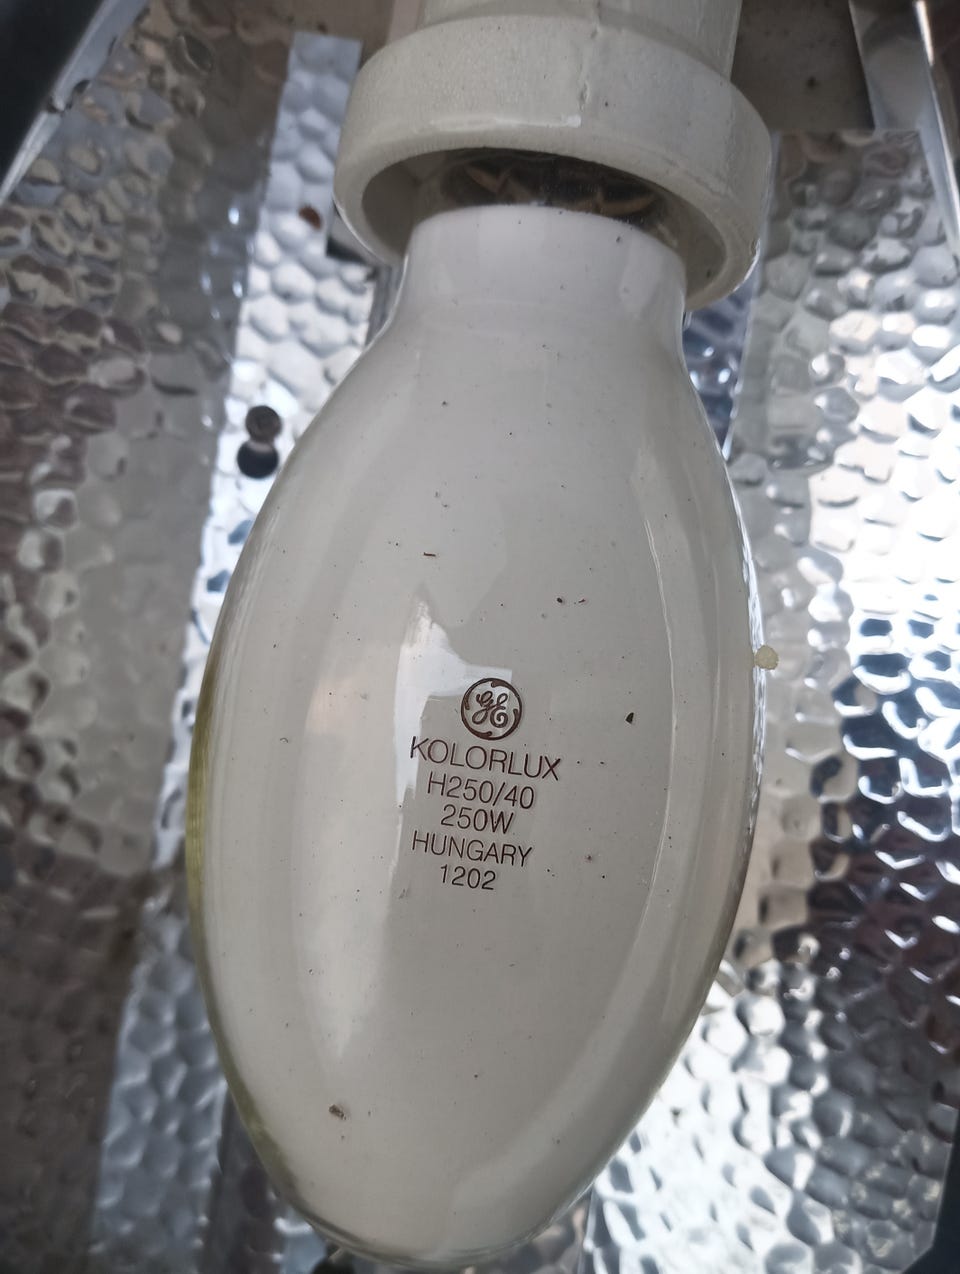 GE
KOLORLUX
H250/40
250W
HUNGARY
1202